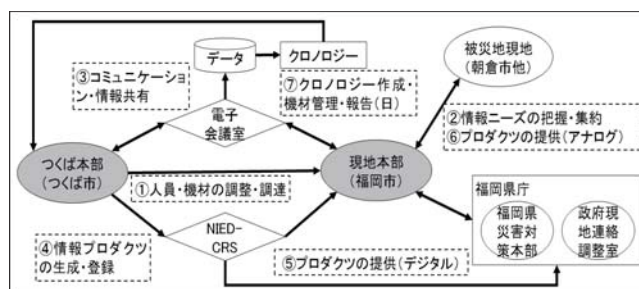 データ
クロノロジー
被災地現地
(朝倉市他)
③コミュニケーショ
ン・情報共有
⑦クロノロジー作成・
機材管理・報告(日)
電子
会議室
②情報ニーズの把握・集約
⑥プロダクツの提供(アナログ)
つくば本部
(つくば市)
現地本部
(福岡市)
①人員・機材の調整・調達
福岡県庁
福岡県
災害対
策本部
政府現
地連絡
調整室
④情報プロダクツ
の生成・登録
NIED-
CRS
⑤プロダクツの提供(デジタル)